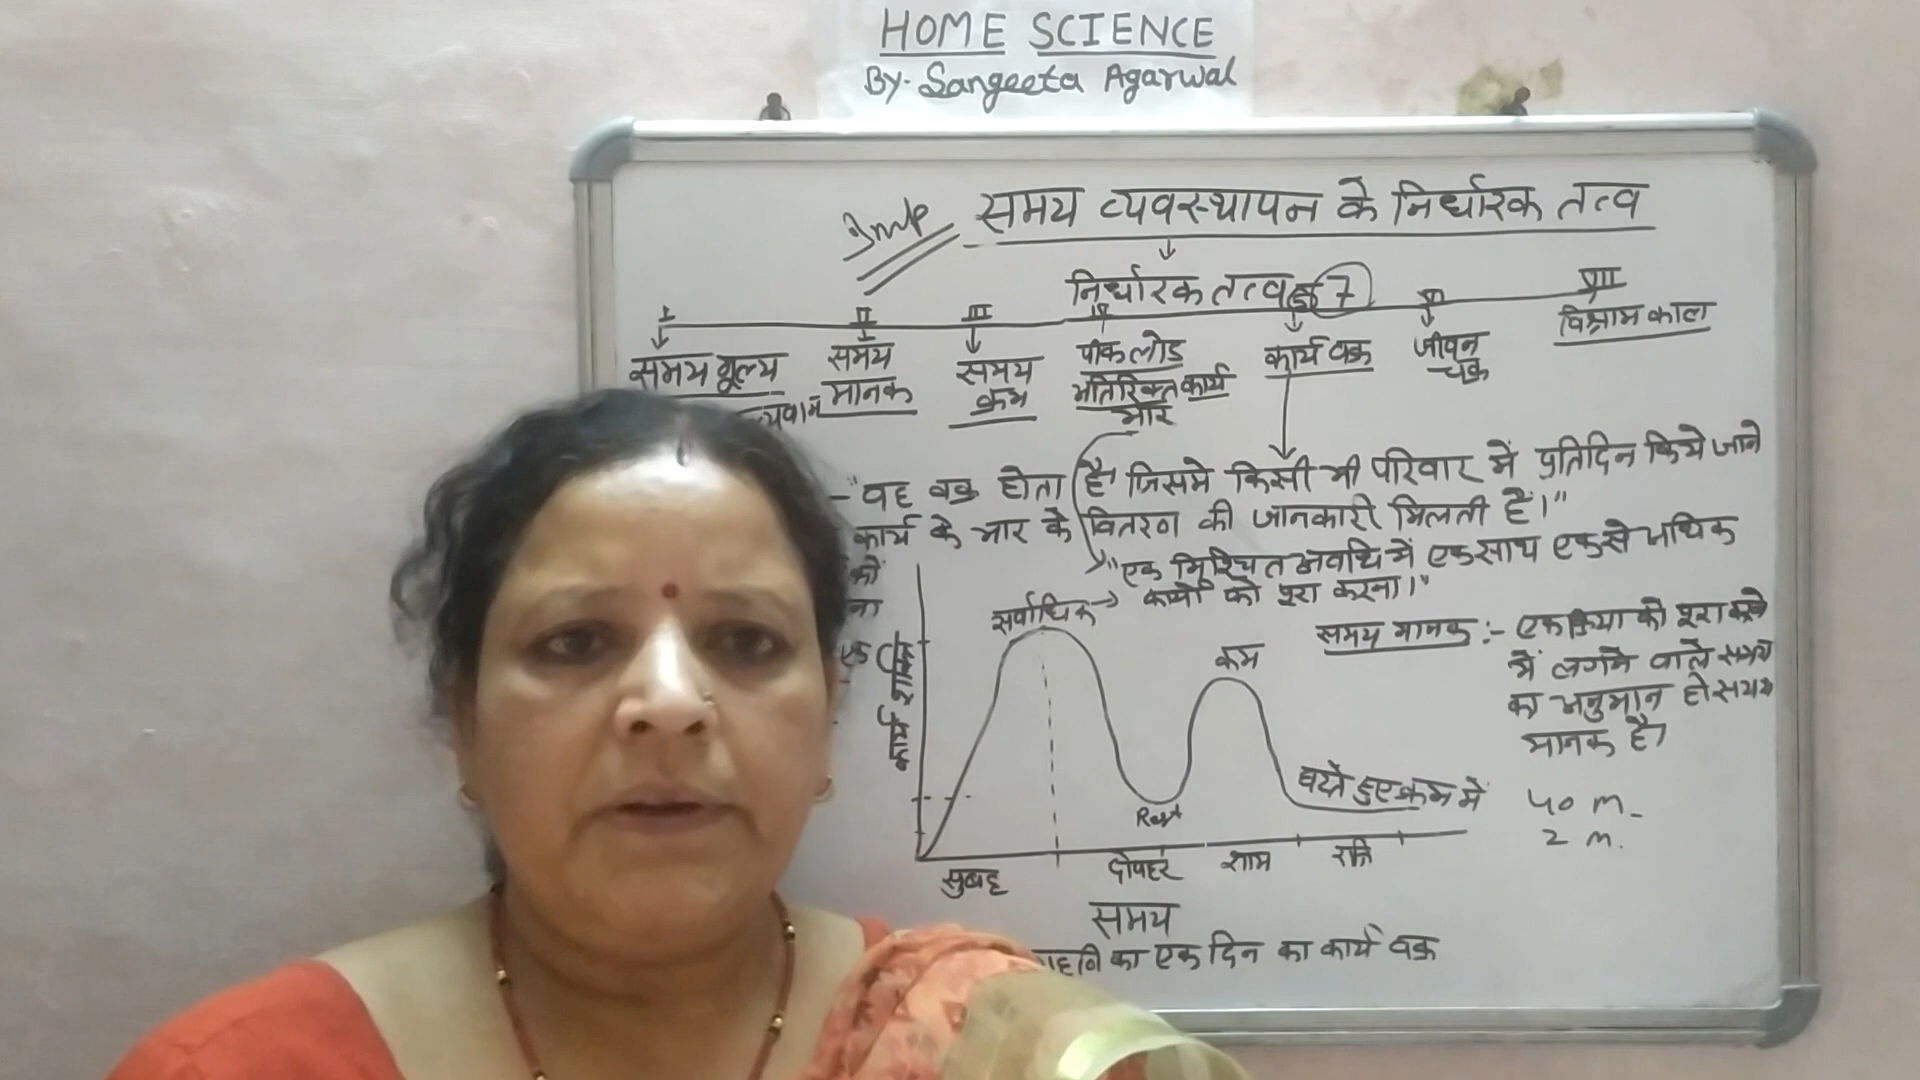 HOME SCIENCE
By- Sangeeta Agarwal
Imp
समय व्यवस्थापन के निर्धारक तत्व
निर्धारक तत्व 7
I II III IV VI VII
समय मूल्य
समय
मानक
समय
क्रम
पीक लोड
अतिरिक्त कार्य
भार
कार्य वक्र
जीवन
चक्र
विश्राम काल
-"वह वक्र होता है जिसमे किसी भी परिवार में प्रतिदिन किये जाने
कार्य के भार के वितरण की जानकारी मिलती है।"
"एक निश्चित अवधि में एक साथ एक से अधिक
कार्यो को पूरा करना।"
को
ना
एक
सर्वाधिक
कम
समय मानक :- एक क्रिया को पूरा करने
में लगने वाले समय
का अनुमान ही समय
मानक है।
कार्य शक्ति
Rest
घटते हुए क्रम में
40 m.
2 m.
सुबह दोपहर शाम रात्रि
समय
का एक दिन का कार्य वक्र